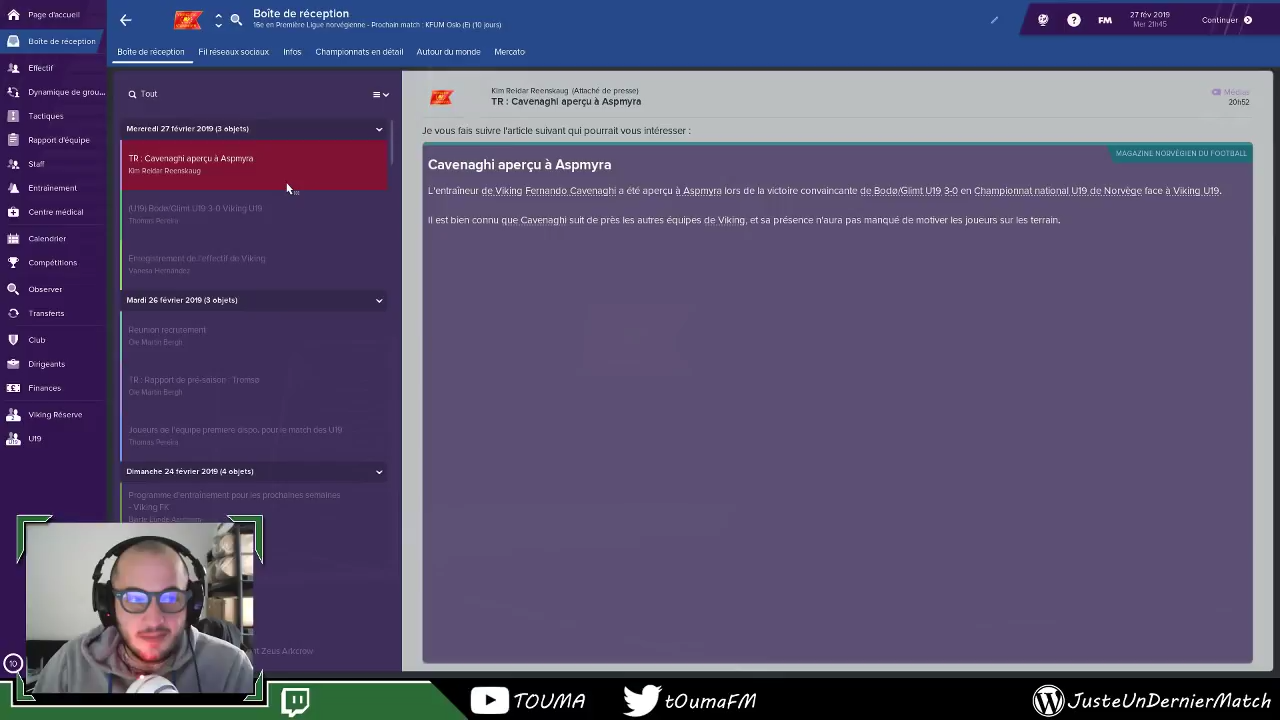 Page d'accueil
Boîte de réception
Effectif
Dynamique de grou...
Tactiques
Rapport d'équipe
Staff
Entraînement
Centre médical
Calendrier
Compétitions
Observer
Transferts
Club
Dirigeants
Finances
Viking Réserve
U19
10
Boîte de réception
16e en Première Ligue norvégienne - Prochain match : KFUM Oslo (E) (10 jours)
FM
27 fév 2019
Mer 21h45
Continuer
Boîte de réception
Fil réseaux sociaux
Infos
Championnats en détail
Autour du monde
Mercato
Tout
Mercredi 27 février 2019 (3 objets)
TR : Cavenaghi aperçu à Aspmyra
Kim Reidar Reenskaug
(U19) Bodø/Glimt U19 3-0 Viking U19
Thomas Pereira
Enregistrement de l'effectif de Viking
Vanesa Hernández
Mardi 26 février 2019 (3 objets)
Réunion recrutement
Ole Martin Bergh
TR : Rapport de pré-saison : Tromsø
Ole Martin Bergh
Joueurs de l'équipe première dispo. pour le match des U19
Thomas Pereira
Dimanche 24 février 2019 (4 objets)
Programme d'entraînement pour les prochaines semaines
- Viking FK
nt Zeus Arkcrow
Kim Reidar Reenskaug (Attaché de presse)
TR : Cavenaghi aperçu à Aspmyra
Médias
20h52
Je vous fais suivre l'article suivant qui pourrait vous intéresser :
MAGAZINE NORVÉGIEN DU FOOTBALL
Cavenaghi aperçu à Aspmyra
L'entraîneur de Viking Fernando Cavenaghi a été aperçu à Aspmyra lors de la victoire convaincante de Bodø/Glimt U19 3-0 en Championnat national U19 de Norvège face à Viking U19.
Il est bien connu que Cavenaghi suit de près les autres équipes de Viking, et sa présence n'aura pas manqué de motiver les joueurs sur les terrain.
TOUMA
tOumaFM
JusteUnDernierMatch